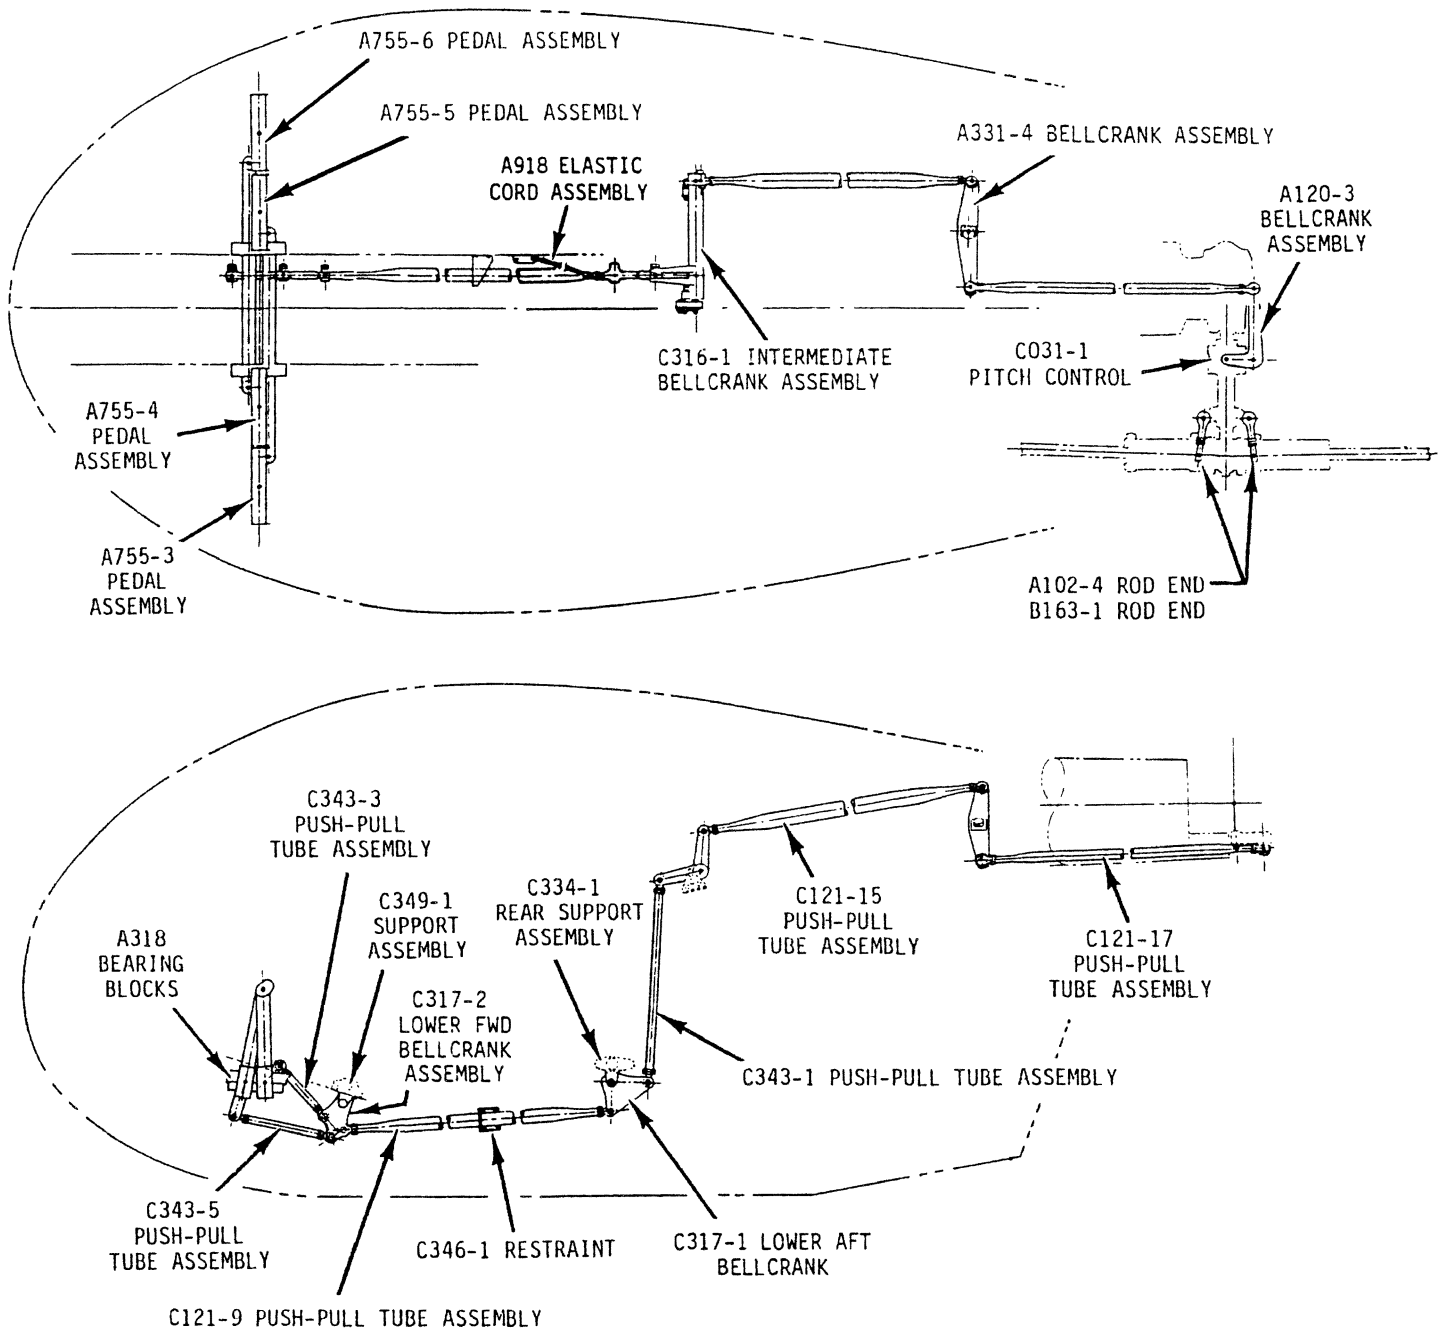 A755-6 PEDAL ASSEMBLY
A755-5 PEDAL ASSEMBLY
A918 ELASTIC
CORD ASSEMBLY
A331-4 BELLCRANK ASSEMBLY
A120-3
BELLCRANK
ASSEMBLY
C316-1 INTERMEDIATE
BELLCRANK ASSEMBLY
C031-1
PITCH CONTROL
A755-4
PEDAL
ASSEMBLY
A755-3
PEDAL
ASSEMBLY
A102-4 ROD END
B163-1 ROD END
C343-3
PUSH-PULL
TUBE ASSEMBLY
C349-1
SUPPORT
ASSEMBLY
C334-1
REAR SUPPORT
ASSEMBLY
C121-15
PUSH-PULL
TUBE ASSEMBLY
C121-17
PUSH-PULL
TUBE ASSEMBLY
A318
BEARING
BLOCKS
C317-2
LOWER FWD
BELLCRANK
ASSEMBLY
C343-1 PUSH-PULL TUBE ASSEMBLY
C343-5
PUSH-PULL
TUBE ASSEMBLY
C346-1 RESTRAINT
C317-1 LOWER AFT
BELLCRANK
C121-9 PUSH-PULL TUBE ASSEMBLY